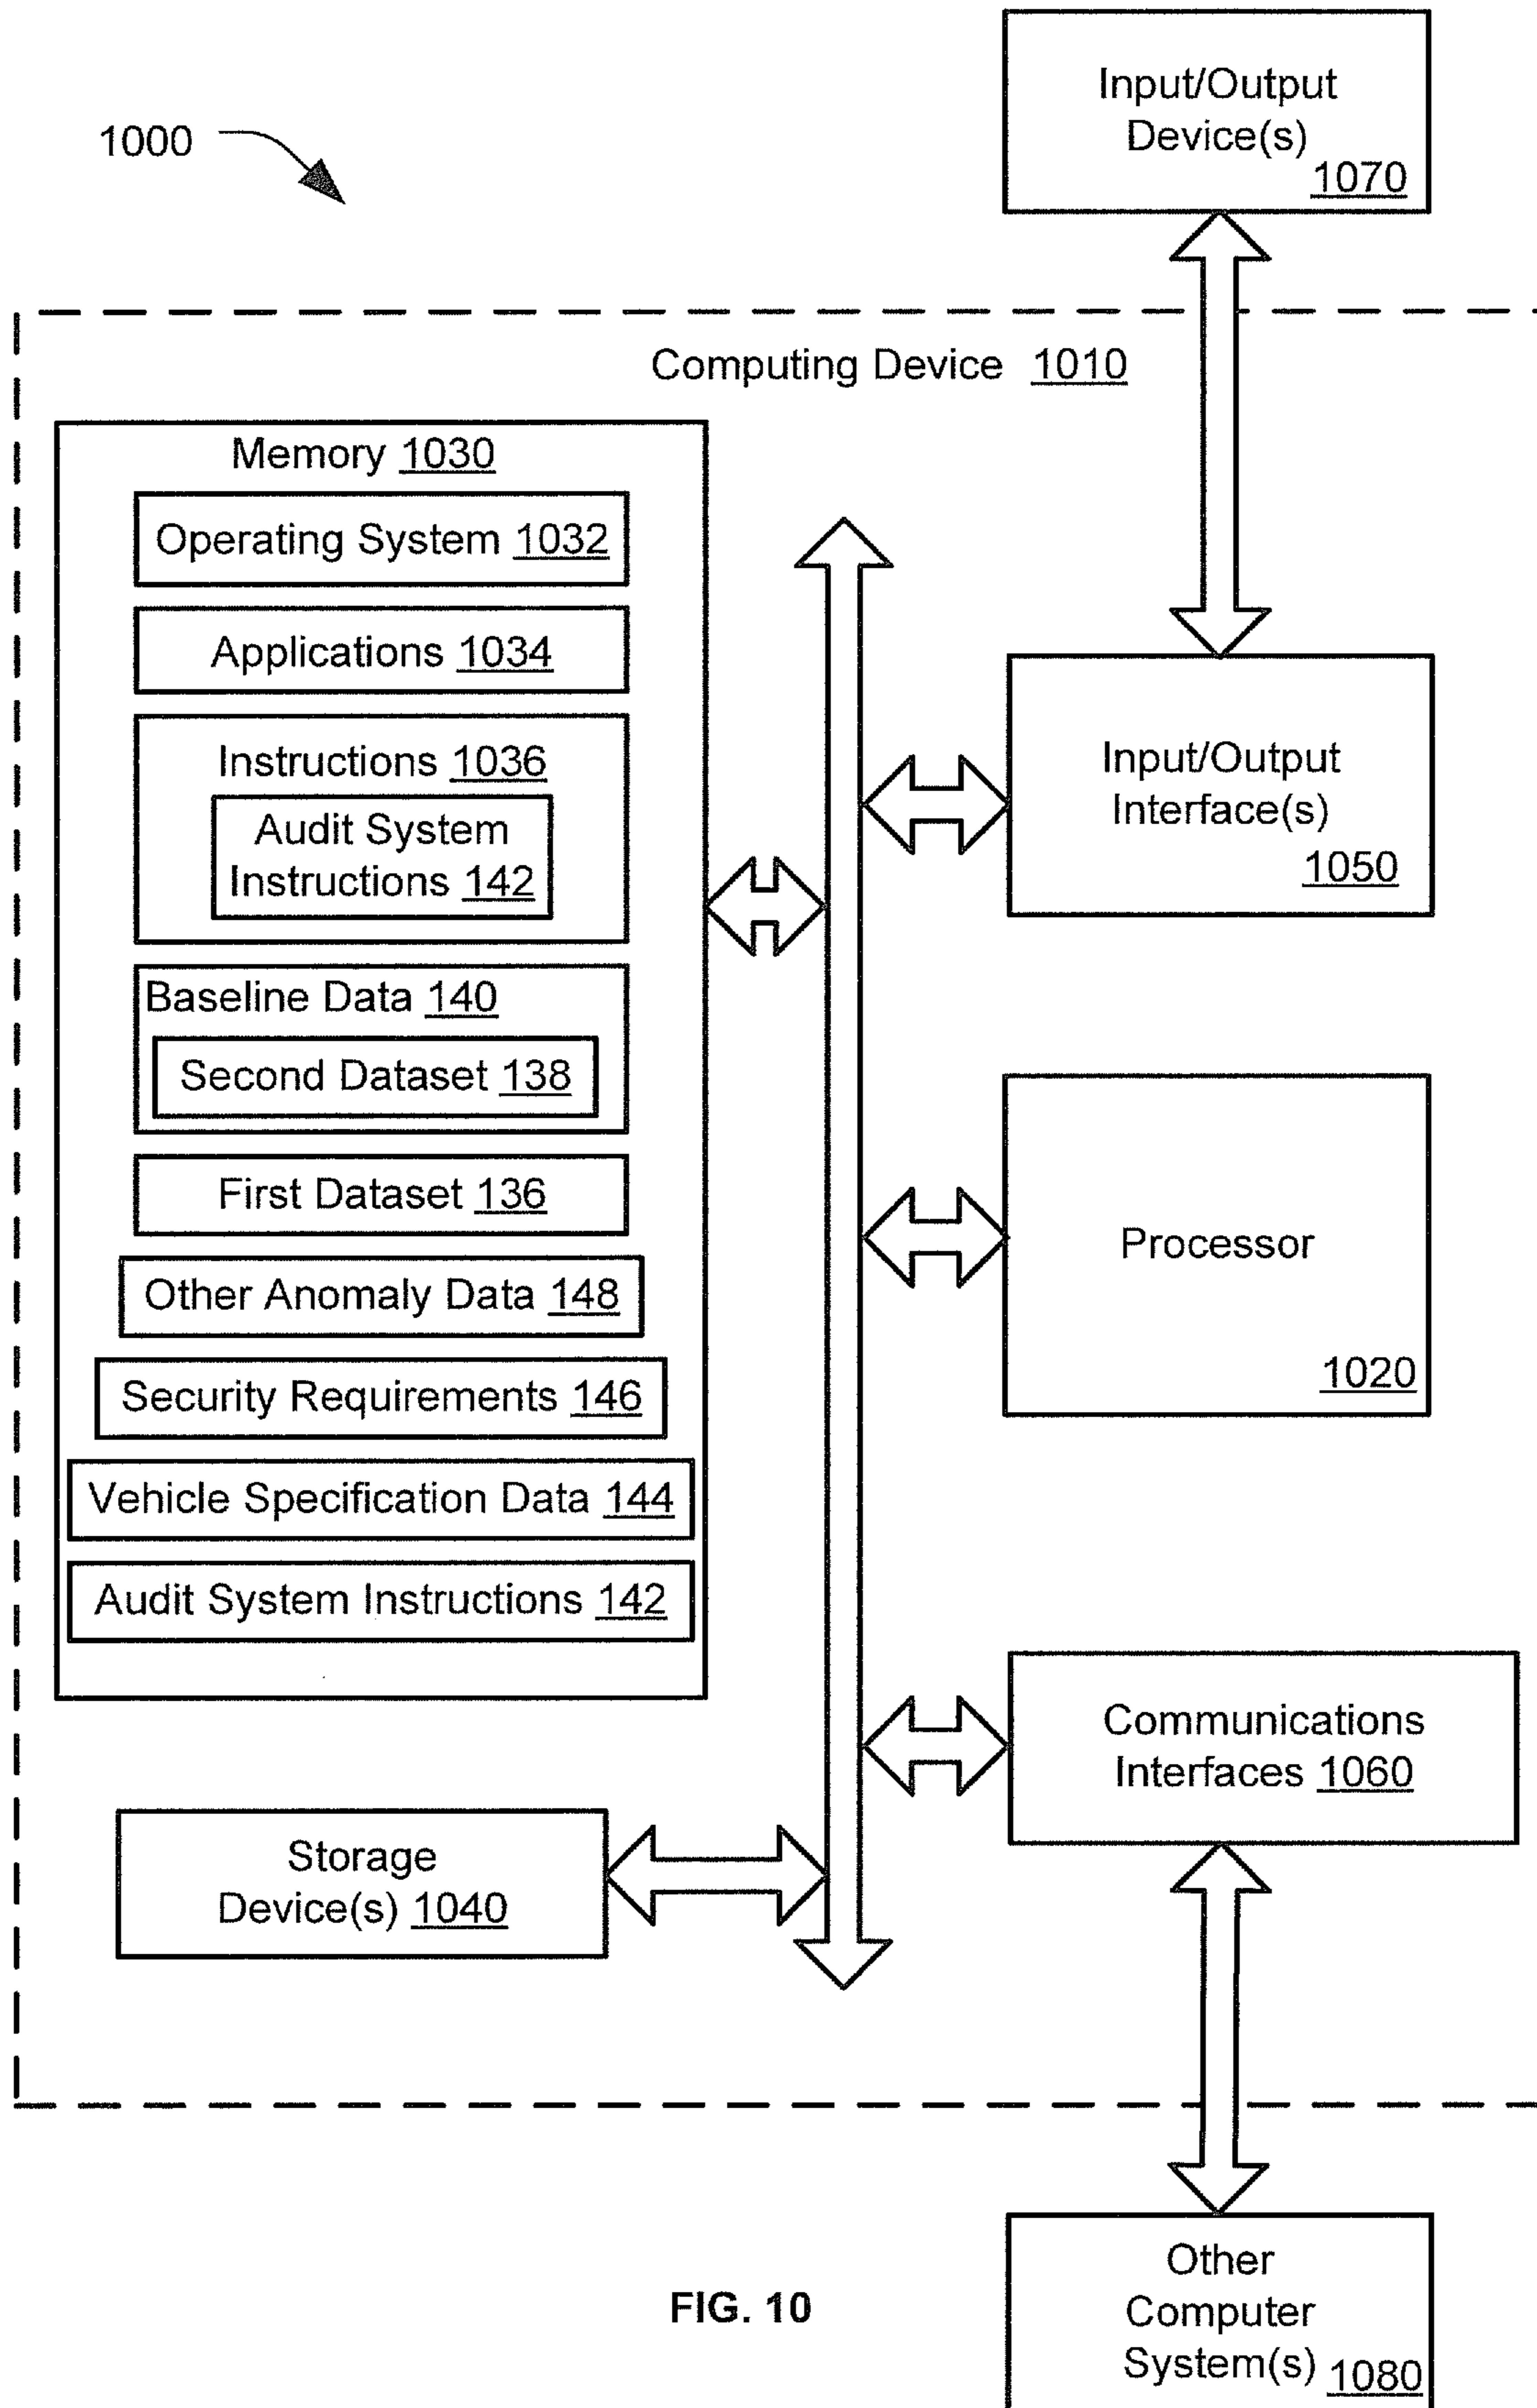 Input/Output
Device(s)
1070
1000
Computing Device 1010
Memory 1030
Operating System 1032
Applications 1034
Instructions 1036
Audit System
Instructions 142
Baseline Data 140
Second Dataset 138
First Dataset 136
Other Anomaly Data 148
Security Requirements 146
Vehicle Specification Data 144
Audit System Instructions 142
Storage
Device(s) 1040
Input/Output
Interface(s)
1050
Processor
1020
Communications
Interfaces 1060
Other
Computer
System(s) 1080
FIG. 10